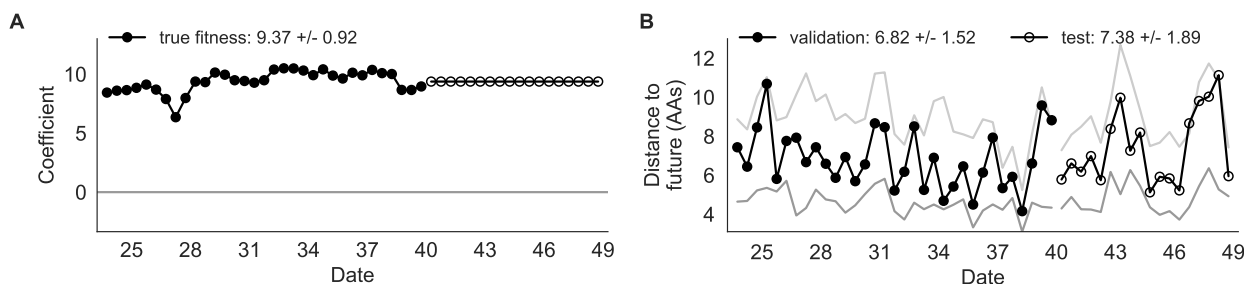 A
true fitness: 9.37 +/- 0.92
10
5
0
Coefficient
25 28 31 34 37 40 43 46 49
Date
B
validation: 6.82 +/- 1.52 test: 7.38 +/- 1.89
12
10
8
6
4
Distance to
future (AAs)
25 28 31 34 37 40 43 46 49
Date